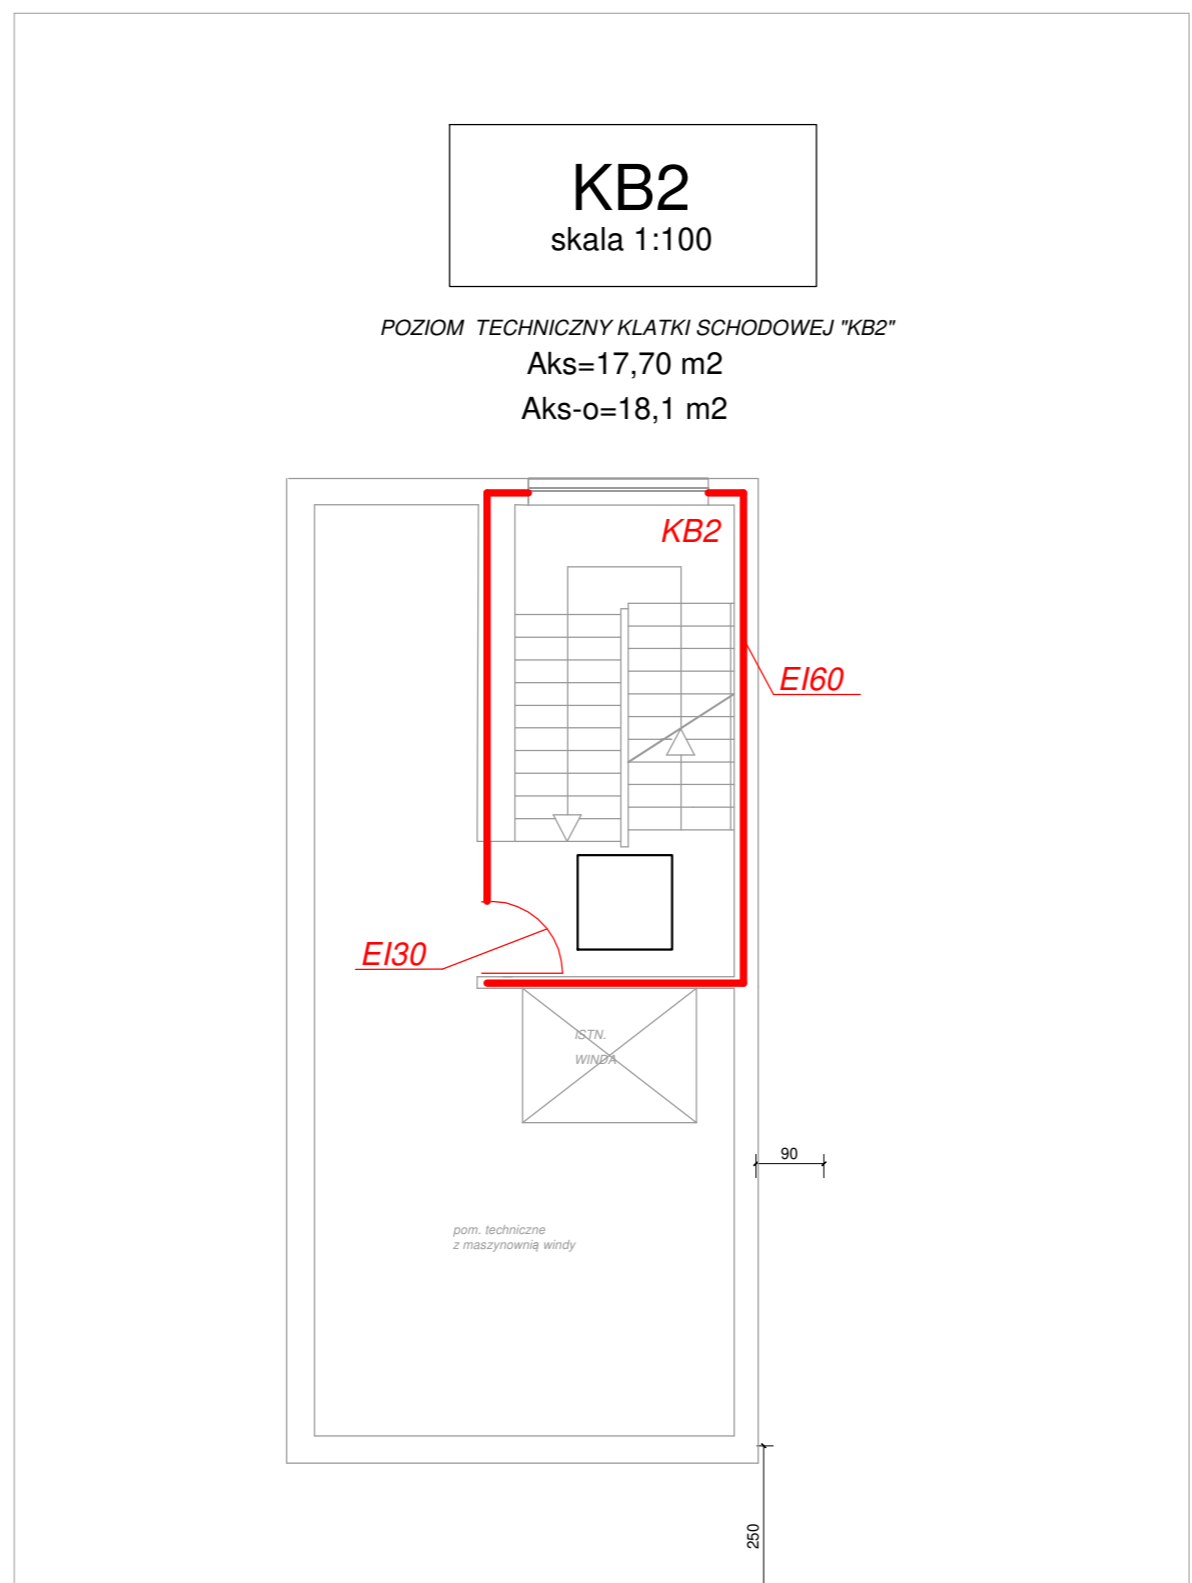 KB2
skala 1:100
POZIOM TECHNICZNY KLATKI SCHODOWEJ "KB2"
Aks=17,70 m2
Aks-o=18,1 m2
KB2
EI60
EI30
ISTN.
WINDA
90
pom. techniczne
z maszynownią windy
250